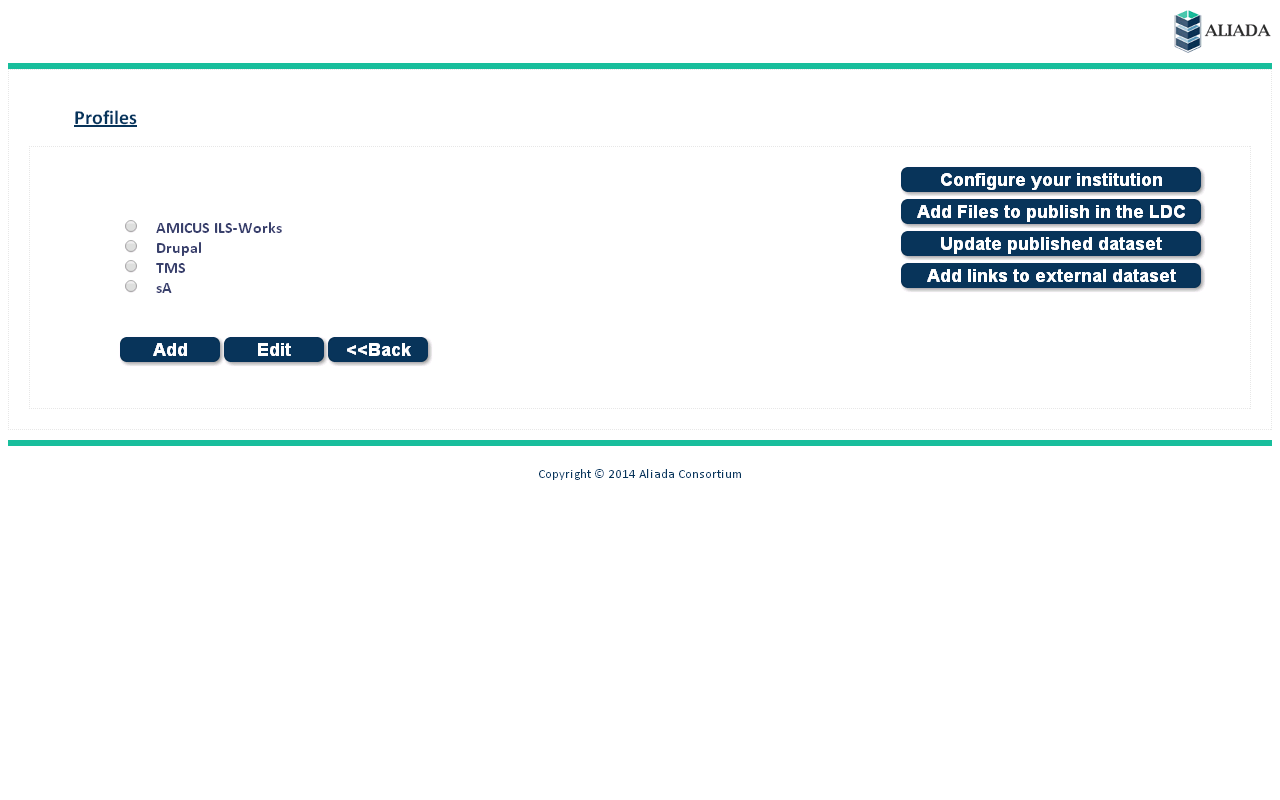 ALIADA
Profiles
Configure your institution
Add Files to publish in the LDC
Update published dataset
Add links to external dataset
AMICUS ILS-Works
Drupal
TMS
sA
Add Edit <<Back
Copyright © 2014 Aliada Consortium